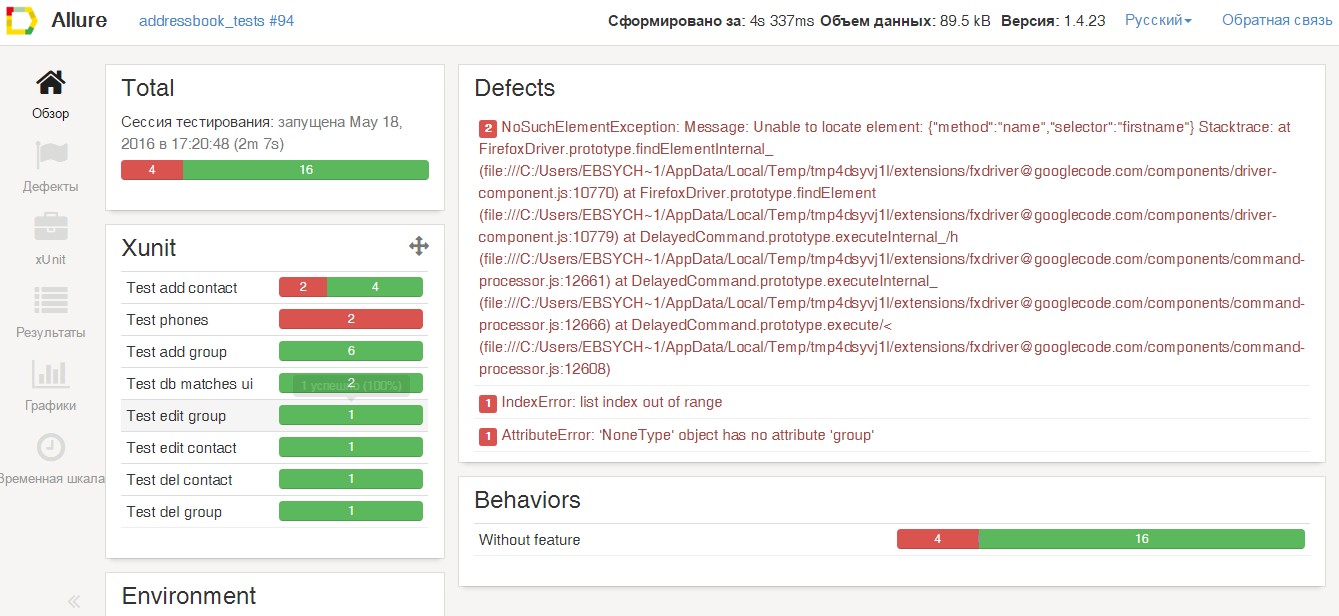 Allure
addressbook_tests #94
Сформировано за: 4s 337ms Объем данных: 89.5 kB Версия: 1.4.23
Русский
Обратная связь
Обзор
Дефекты
xUnit
Результаты
Графики
Временная шкала
Total
Сессия тестирования: запущена May 18,
2016 в 17:20:48 (2m 7s)
4 16
Xunit
Test add contact 2 4
Test phones 2
Test add group 6
Test db matches ui 2
1 успешно (100%)
Test edit group 1
Test edit contact 1
Test del contact 1
Test del group 1
Environment
Defects
2 NoSuchElementException: Message: Unable to locate element: {"method":"name","selector":"firstname"} Stacktrace: at
FirefoxDriver.prototype.findElementInternal_
(file:///C:/Users/EBSYCH~1/AppData/Local/Temp/tmp4dsyvj1l/extensions/fxdriver@googlecode.com/components/driver-
component.js:10770) at FirefoxDriver.prototype.findElement
(file:///C:/Users/EBSYCH~1/AppData/Local/Temp/tmp4dsyvj1l/extensions/fxdriver@googlecode.com/components/driver-
component.js:10779) at DelayedCommand.prototype.executeInternal_/h
(file:///C:/Users/EBSYCH~1/AppData/Local/Temp/tmp4dsyvj1l/extensions/fxdriver@googlecode.com/components/command-
processor.js:12661) at DelayedCommand.prototype.executeInternal_
(file:///C:/Users/EBSYCH~1/AppData/Local/Temp/tmp4dsyvj1l/extensions/fxdriver@googlecode.com/components/command-
processor.js:12666) at DelayedCommand.prototype.execute/<
(file:///C:/Users/EBSYCH~1/AppData/Local/Temp/tmp4dsyvj1l/extensions/fxdriver@googlecode.com/components/command-
processor.js:12608)
1 IndexError: list index out of range
1 AttributeError: 'NoneType' object has no attribute 'group'
Behaviors
Without feature 4 16